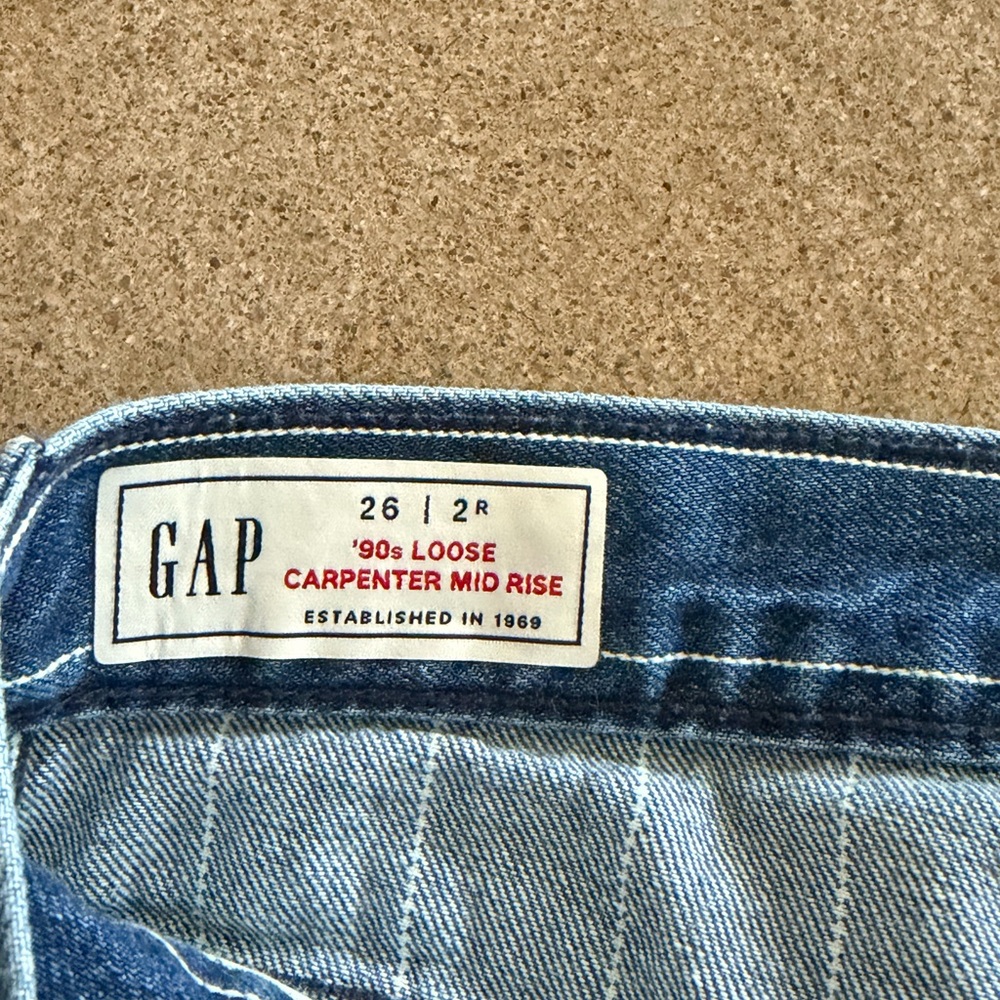 GAP
26 | 2R
'90s LOOSE
CARPENTER MID RISE
ESTABLISHED IN 1969